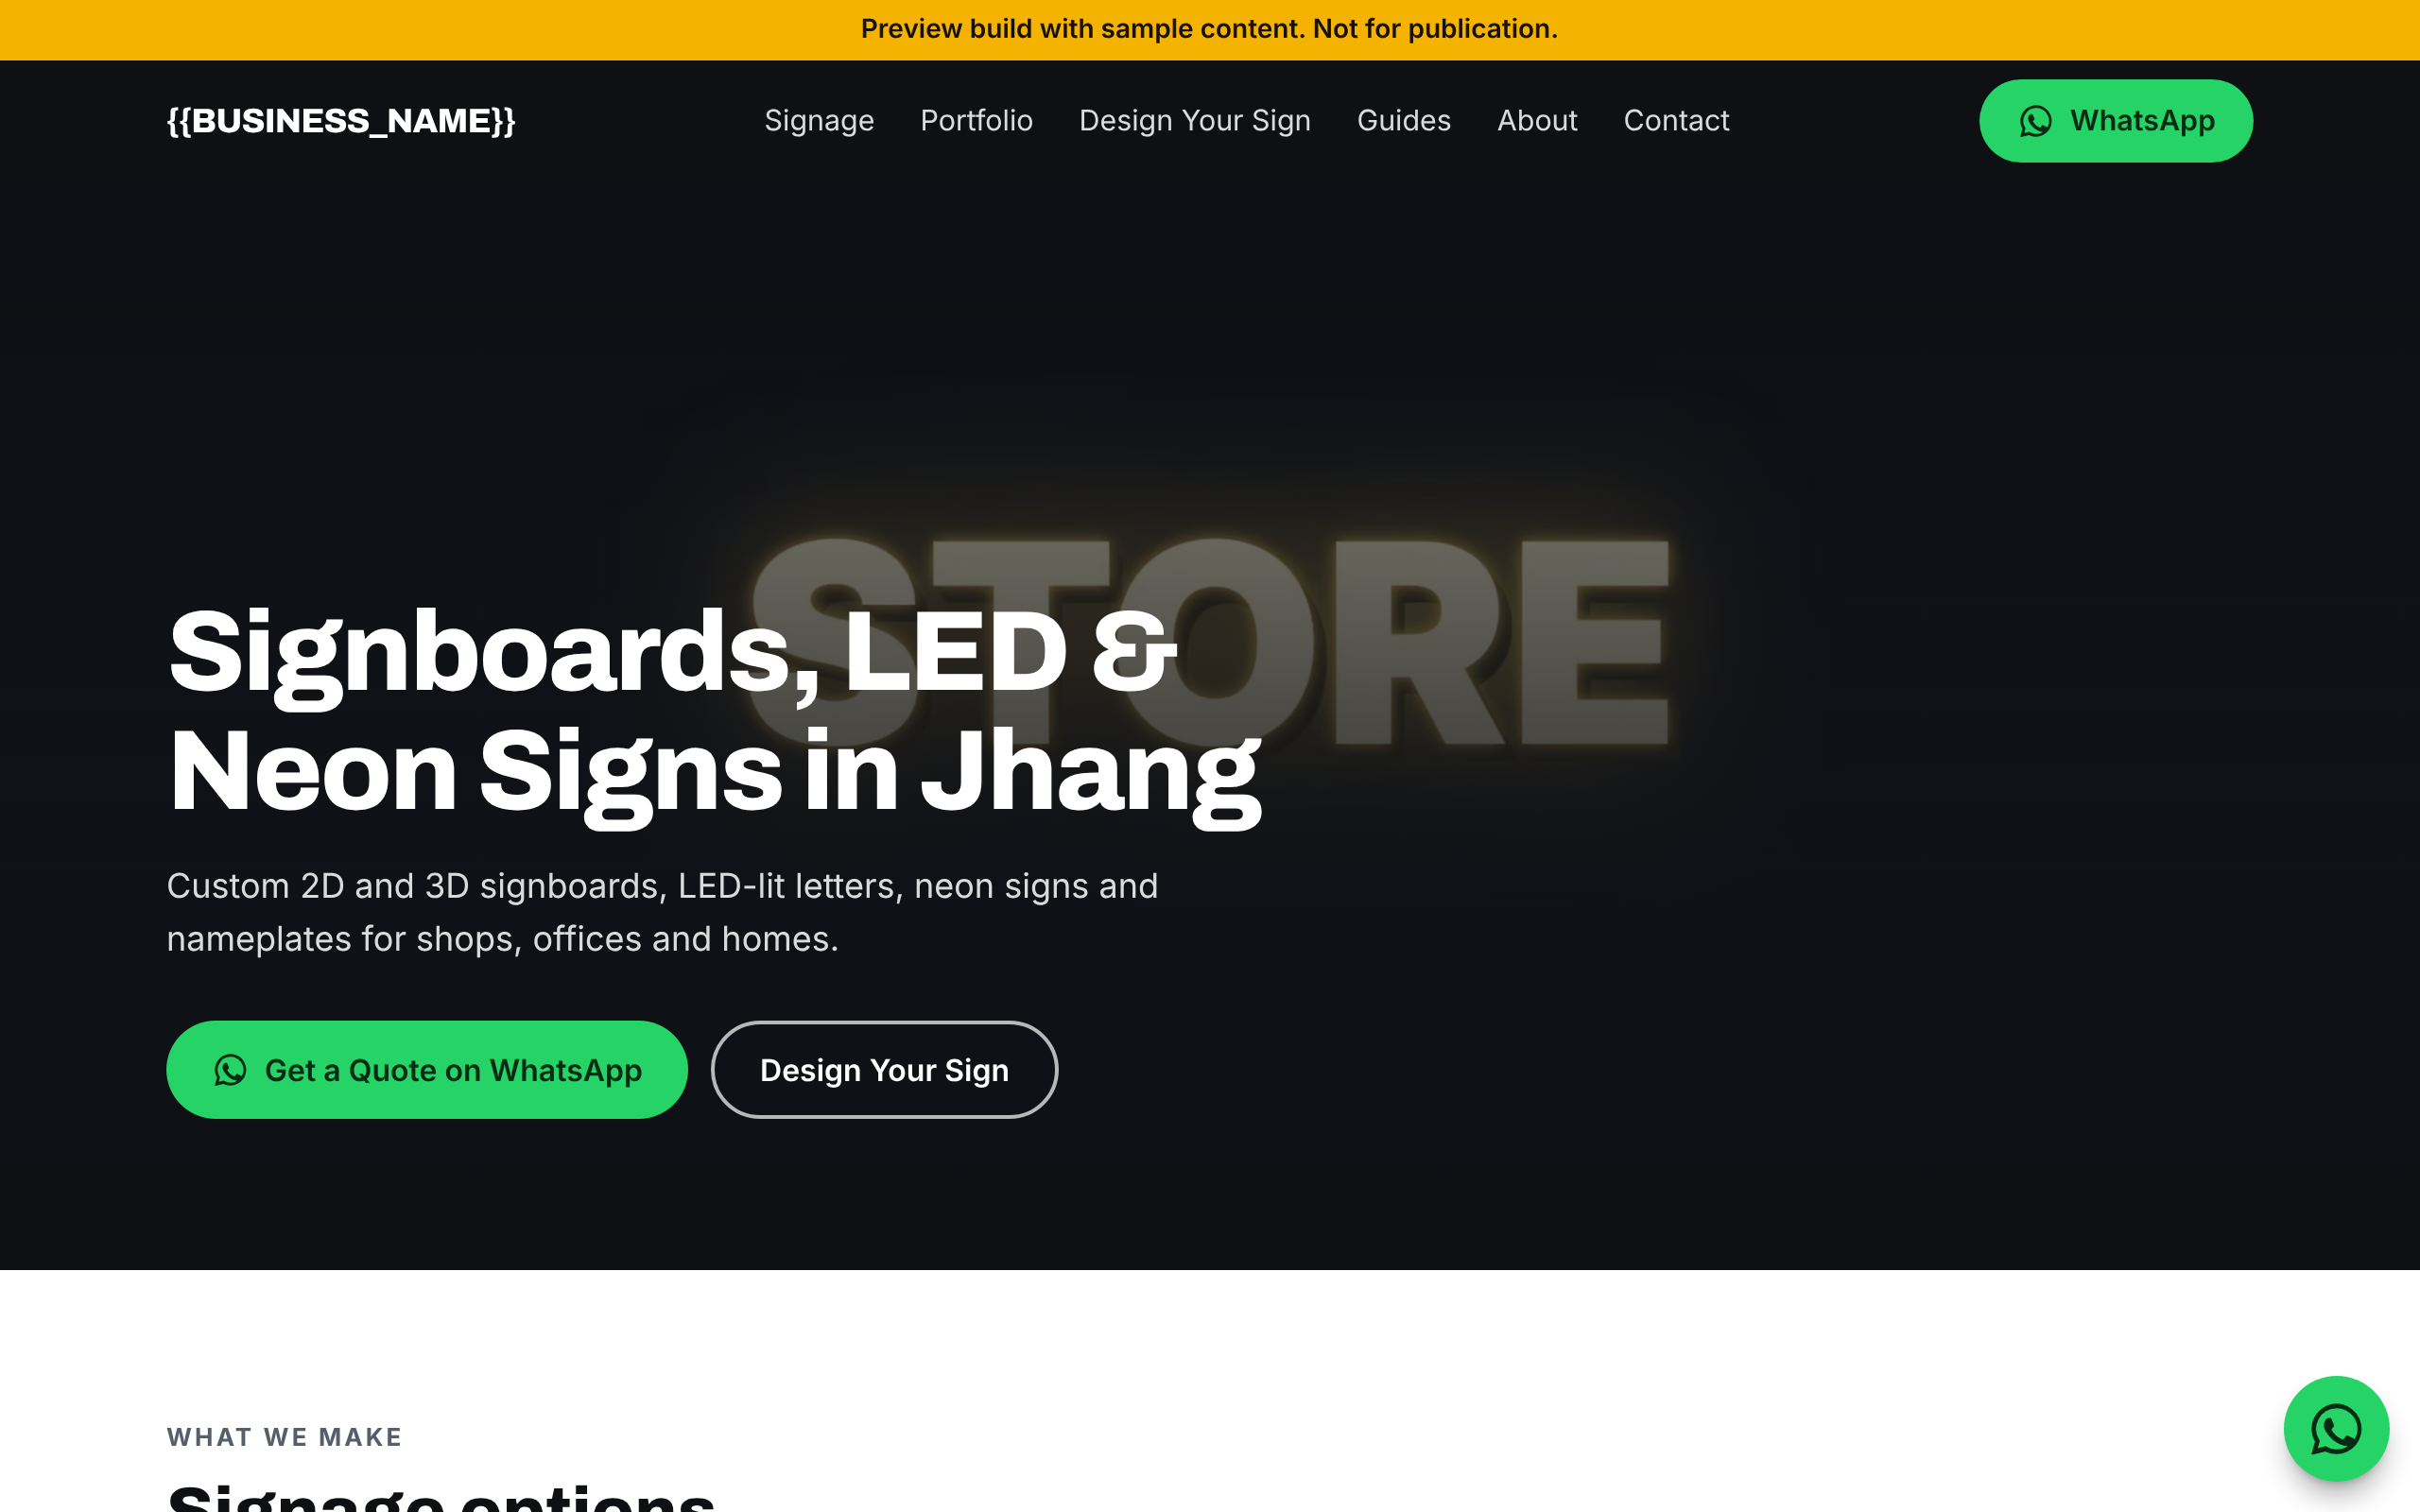 Preview build with sample content. Not for publication.
{{BUSINESS_NAME}}
Signage Portfolio Design Your Sign Guides About Contact
WhatsApp
STORE
Signboards, LED &
Neon Signs in Jhang
Custom 2D and 3D signboards, LED-lit letters, neon signs and
nameplates for shops, offices and homes.
Get a Quote on WhatsApp
Design Your Sign
WHAT WE MAKE
Signage options